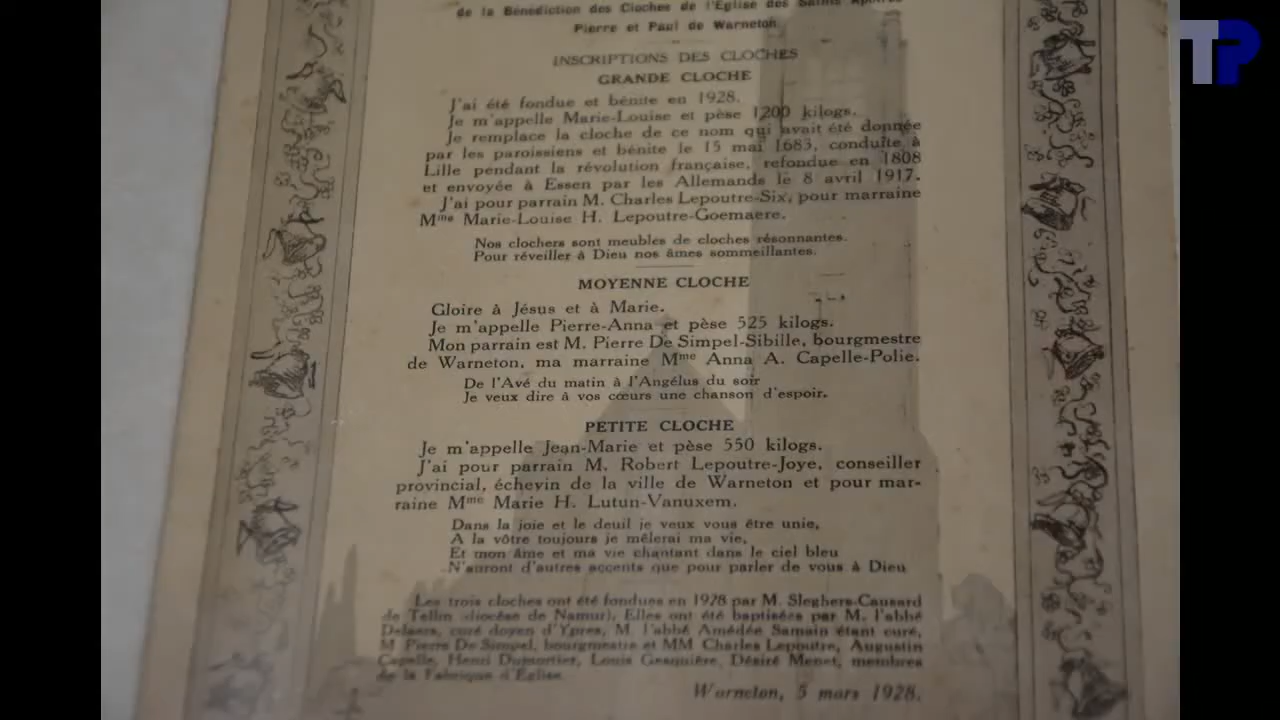 de la Bénédiction des Cloches de l'Eglise des Saints Apôtres
Pierre et Paul de Warneton
INSCRIPTIONS DES CLOCHES
GRANDE CLOCHE
J'ai été fondue et bénite en 1928.
Je m'appelle Marie-Louise et pèse 1200 kilogs.
Je remplace la cloche de ce nom qui avait été donnée
par les paroissiens et bénite le 15 mai 1683, conduite à
Lille pendant la révolution française, refondue en 1808
et envoyée à Essen par les Allemands le 8 avril 1917.
J'ai pour parrain M. Charles Lepoutre-Six, pour marraine
Mme Marie-Louise H. Lepoutre-Goemaere.
Nos clochers sont meubles de cloches résonnantes.
Pour réveiller à Dieu nos âmes sommeillantes.
MOYENNE CLOCHE
Gloire à Jésus et à Marie.
Je m'appelle Pierre-Anna et pèse 525 kilogs.
Mon parrain est M. Pierre De Simpel-Sibille, bourgmestre
de Warneton, ma marraine Mme Anna A. Capelle-Polie.
De l'Avé du matin à l'Angélus du soir
Je veux dire à vos cœurs une chanson d'espoir.
PETITE CLOCHE
Je m'appelle Jean-Marie et pèse 550 kilogs.
J'ai pour parrain M. Robert Lepoutre-Joye, conseiller
provincial, échevin de la ville de Warneton et pour mar-
raine Mme Marie H. Lutun-Vanuxem.
Dans la joie et le deuil je veux vous être unie,
A la vôtre toujours je mêlerai ma vie,
Et mon âme et ma vie chantant dans le ciel bleu
N'auront d'autres accents que pour parler de vous à Dieu
Les trois cloches ont été fondues en 1928 par M. Sleghers-Causard
de Tellin (diocèse de Namur). Elles ont été baptisées par M. l'abbé
Delaere, curé doyen d'Ypres, M. l'abbé Amédée Samain étant curé,
M Pierre De Simpel, bourgmestre et MM Charles Lepoutre, Augustin
Capelle, Henri Dumortier, Louis Gesquière, Désiré Menet, membres
de la Fabrique d'Eglise
Warneton, 5 mars 1928.
TP